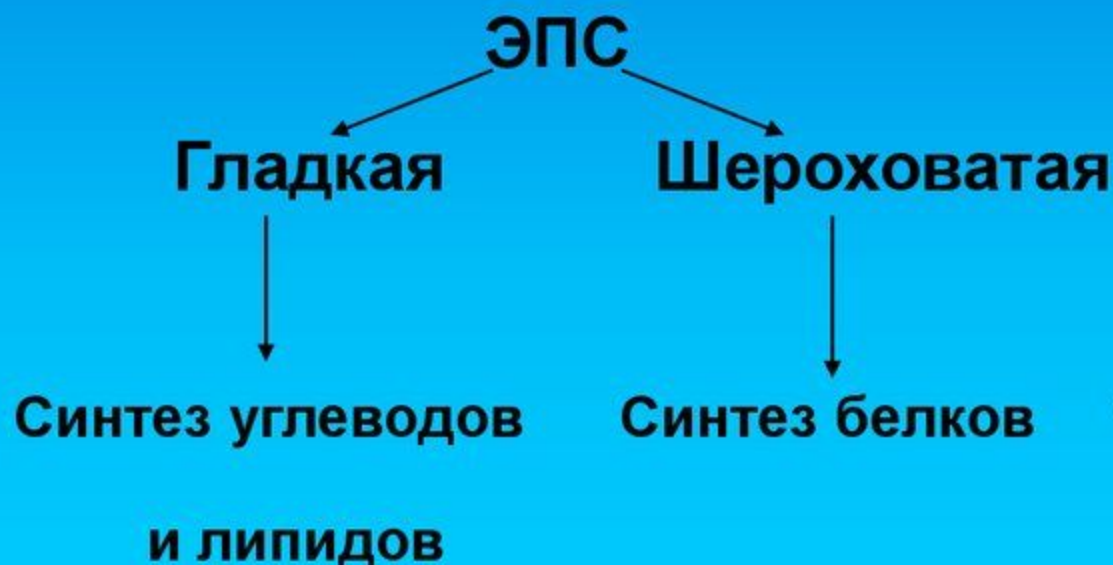 ЭПС
Гладкая
Шероховатая
Синтез углеводов
и липидов
Синтез белков